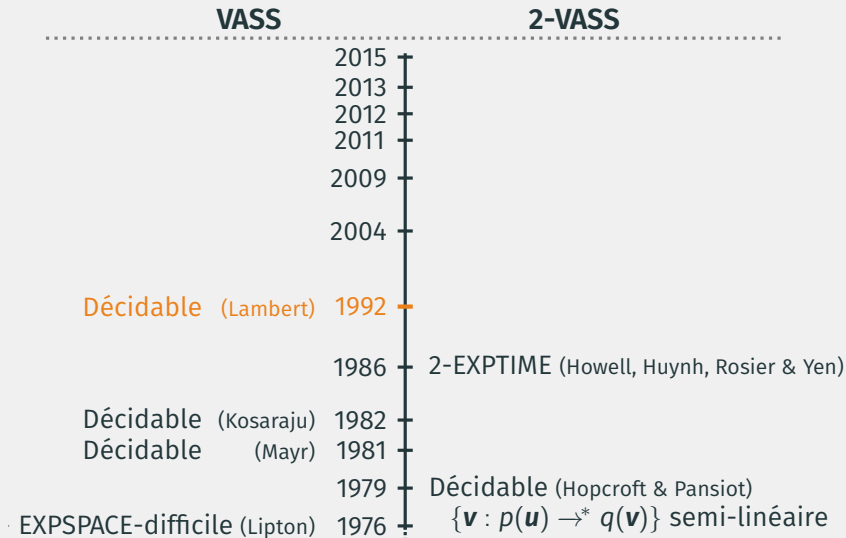 VASS 2-VASS
2015
2013
2012
2011
2009
2004
Décidable (Lambert) 1992
1986 2-EXPTIME (Howell, Huynh, Rosier & Yen)
Décidable (Kosaraju) 1982
Décidable (Mayr) 1981
1979 Décidable (Hopcroft & Pansiot)
{v : p(u) →* q(v)} semi-linéaire
EXPSPACE-difficile (Lipton) 1976